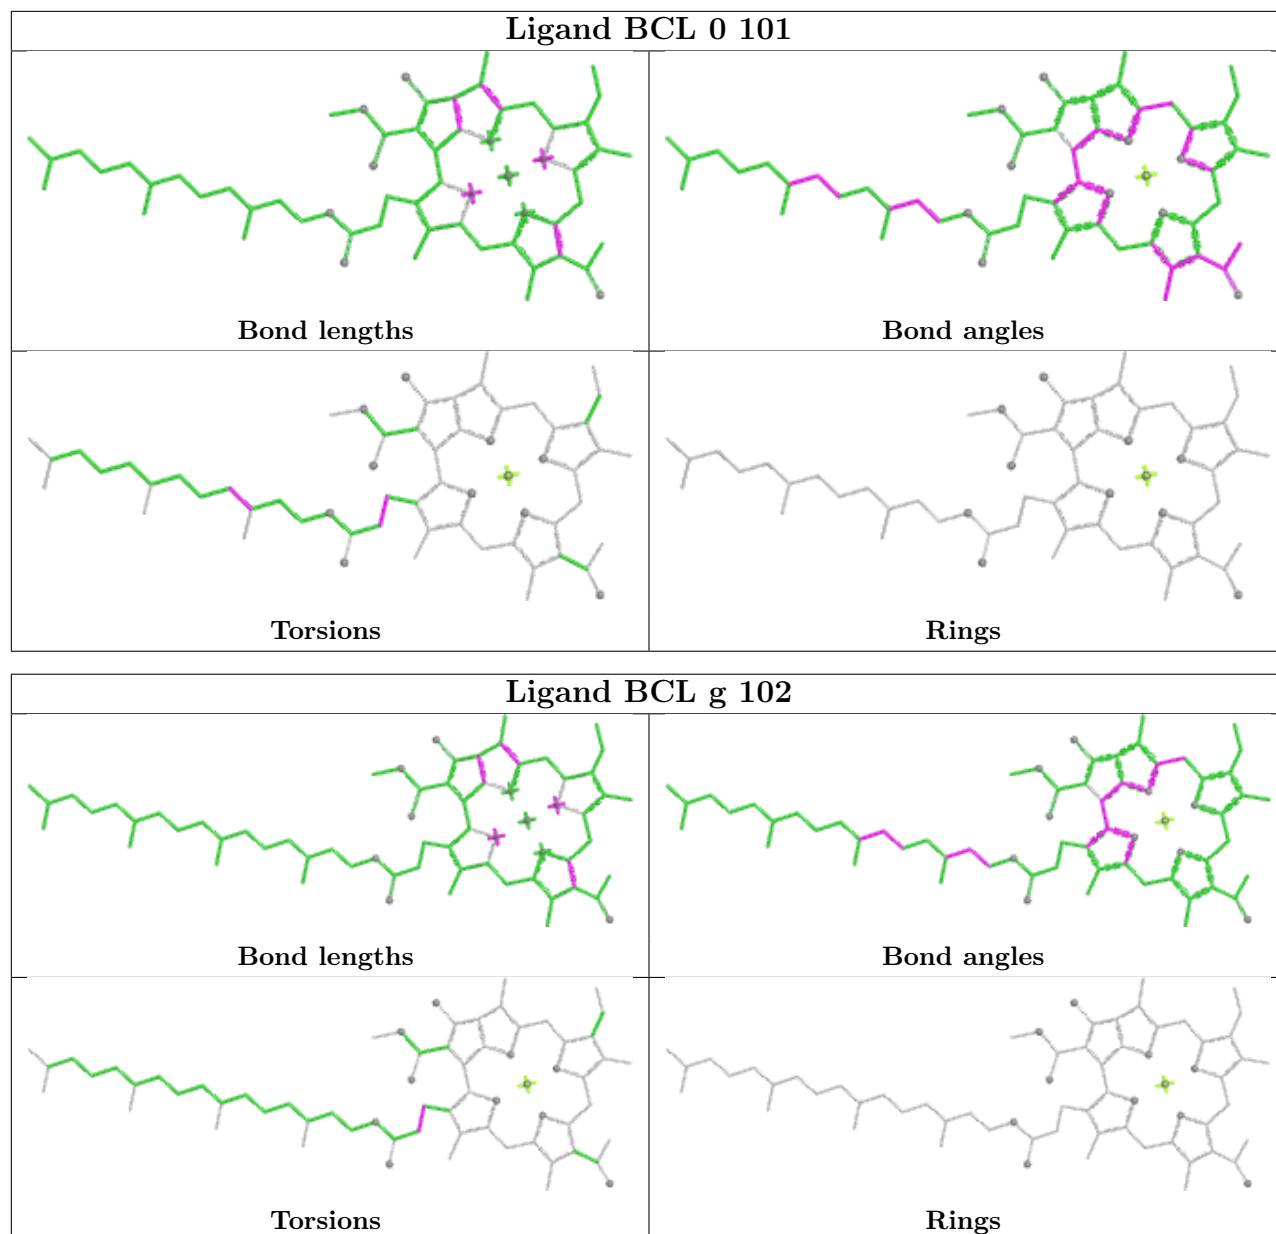 Ligand BCL 0 101
Bond lengths
Bond angles
Torsions
Rings
Ligand BCL g 102
Bond lengths
Bond angles
Torsions
Rings